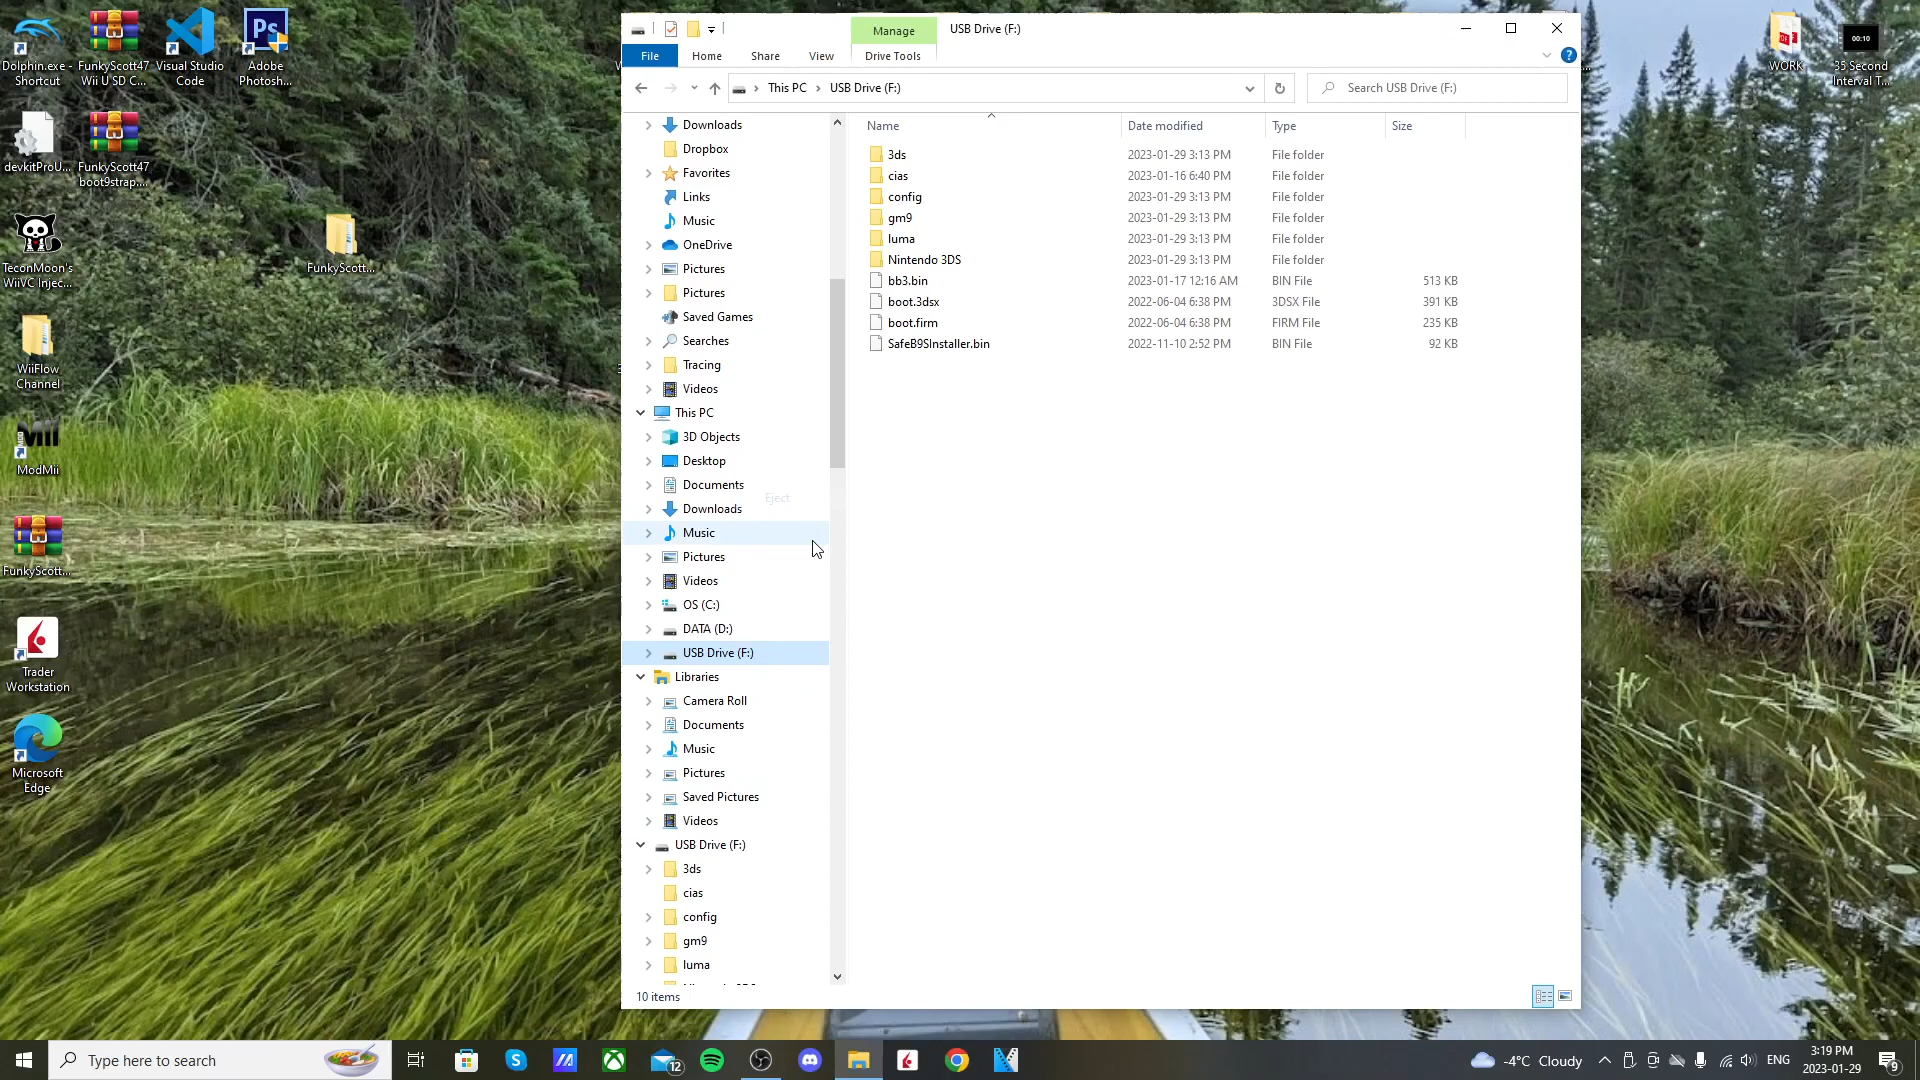 Dolphin.exe -
Shortcut
FunkyScott47
Wii U SD C...
Visual Studio
Code
Adobe
Photosh...
devkitProU...
FunkyScott47
boot9strap....
TeconMoon's
WiiVC Injec...
FunkyScott...
WiiFlow
Channel
ModMii
FunkyScott...
Trader
Workstation
Microsoft
Edge
Manage
USB Drive (F:)
File
Home
Share
View
Drive Tools
This PC
USB Drive (F:)
Search USB Drive (F:)
Downloads
Dropbox
Favorites
Links
Music
OneDrive
Pictures
Pictures
Saved Games
Searches
Tracing
Videos
This PC
3D Objects
Desktop
Documents
Eject
Downloads
Music
Pictures
Videos
OS (C:)
DATA (D:)
USB Drive (F:)
Libraries
Camera Roll
Documents
Music
Pictures
Saved Pictures
Videos
USB Drive (F:)
3ds
cias
config
gm9
luma
Name Date modified Type Size
3ds 2023-01-29 3:13 PM File folder
cias 2023-01-16 6:40 PM File folder
config 2023-01-29 3:13 PM File folder
gm9 2023-01-29 3:13 PM File folder
luma 2023-01-29 3:13 PM File folder
Nintendo 3DS 2023-01-29 3:13 PM File folder
bb3.bin 2023-01-17 12:16 AM BIN File 513 KB
boot.3dsx 2022-06-04 6:38 PM 3DSX File 391 KB
boot.firm 2022-06-04 6:38 PM FIRM File 235 KB
SafeB9SInstaller.bin 2022-11-10 2:52 PM BIN File 92 KB
10 items
WORK
00:10
35 Second
Interval T...
Type here to search
12
-4°C Cloudy
ENG
3:19 PM
2023-01-29
9